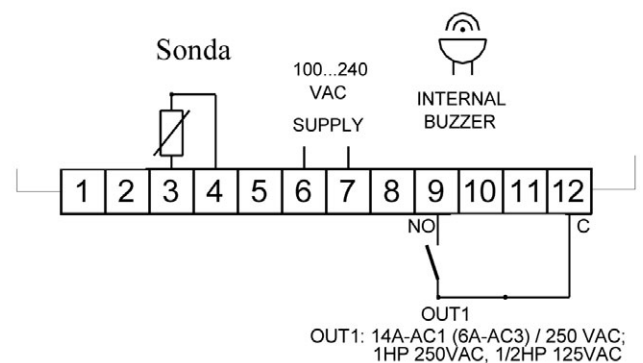 Sonda
100...240
VAC
SUPPLY
INTERNAL
BUZZER
1 2 3 4 5 6 7 8 9 10 11 12
NO
C
OUT1
OUT1: 14A-AC1 (6A-AC3) / 250 VAC;
1HP 250VAC, 1/2HP 125VAC